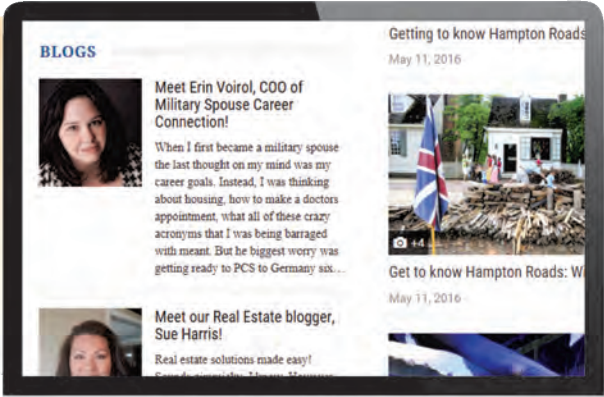 BLOGS
Meet Erin Voirol, COO of
Military Spouse Career
Connection!
When I first became a military spouse
the last thought on my mind was my
career goals. Instead, I was thinking
about housing, how to make a doctors
appointment, what all of these crazy
acronyms that I was being barraged
with meant. But he biggest worry was
getting ready to PCS to Germany six…
Meet our Real Estate blogger,
Sue Harris!
Real estate solutions made easy!
Getting to know Hampton Roads
May 11, 2016
+4
Get to know Hampton Roads: Wi
May 11, 2016